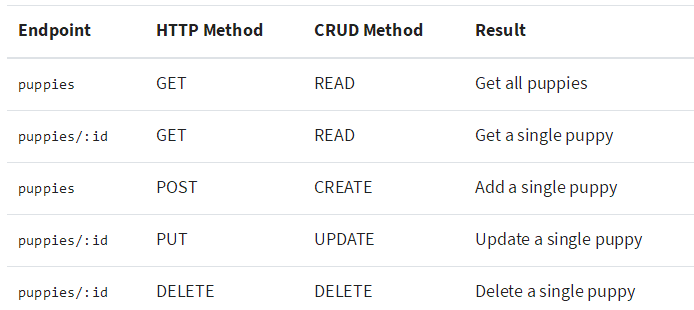 Endpoint HTTP Method CRUD Method Result
puppies GET READ Get all puppies
puppies/:id GET READ Get a single puppy
puppies POST CREATE Add a single puppy
puppies/:id PUT UPDATE Update a single puppy
puppies/:id DELETE DELETE Delete a single puppy